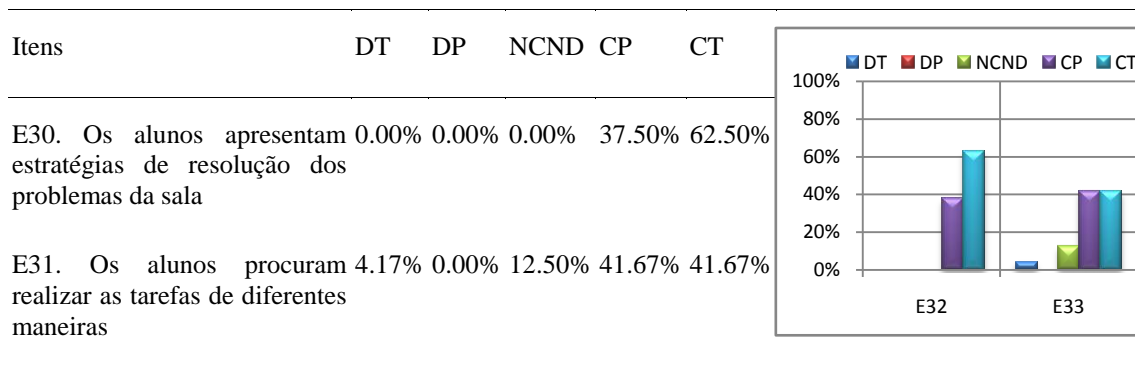 Itens DT DP NCND CP CT
E30. Os alunos apresentam 0.00% 0.00% 0.00% 37.50% 62.50%
estratégias de resolução dos
problemas da sala
E31. Os alunos procuram 4.17% 0.00% 12.50% 41.67% 41.67%
realizar as tarefas de diferentes
maneiras
DT DP NCND CP CT
100%
80%
60%
40%
20%
0%
E32 E33